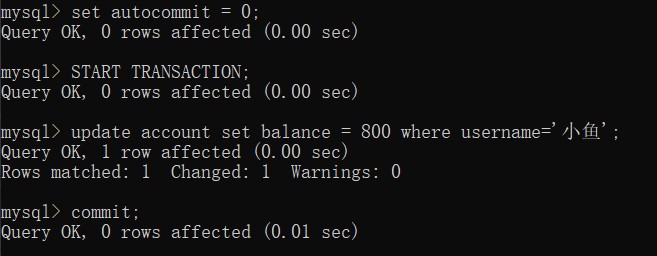 mysql> set autocommit = 0;
Query OK, 0 rows affected (0.00 sec)
mysql> START TRANSACTION;
Query OK, 0 rows affected (0.00 sec)
mysql> update account set balance = 800 where username='小鱼';
Query OK, 1 row affected (0.00 sec)
Rows matched: 1  Changed: 1  Warnings: 0
mysql> commit;
Query OK, 0 rows affected (0.01 sec)